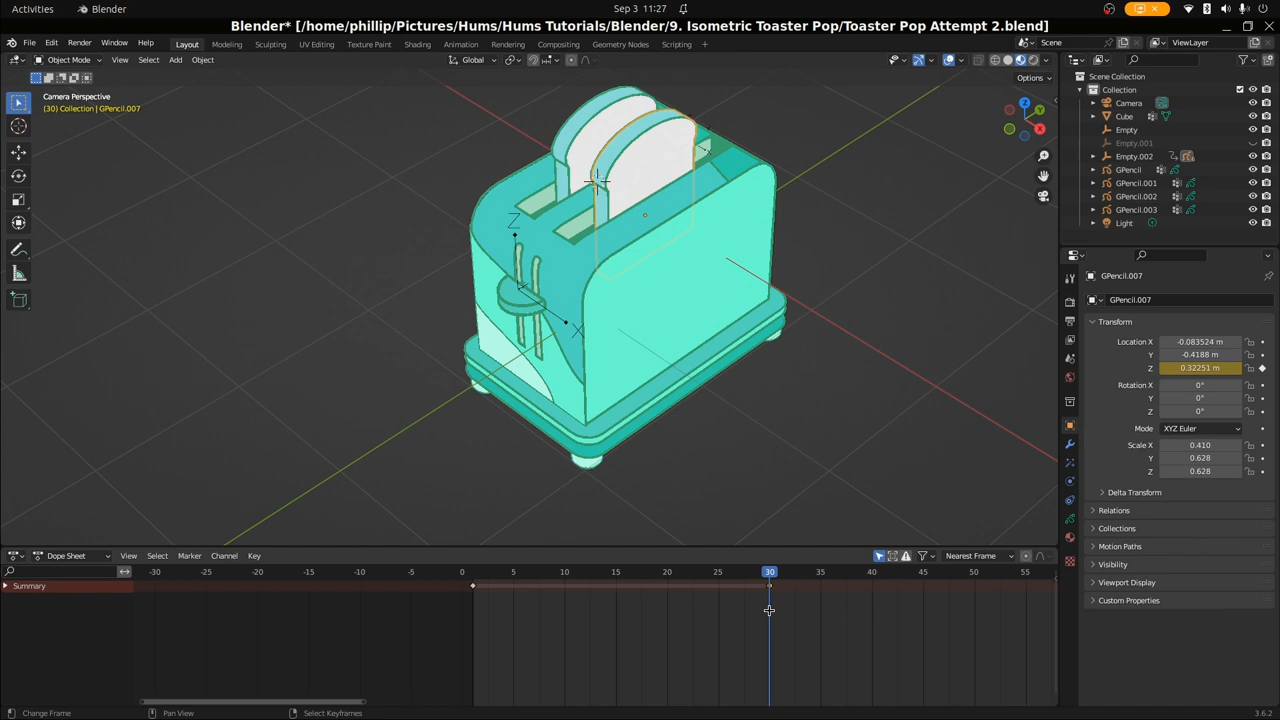 Activities Blender Sep 3 11:27
Blender* [/home/phillip/Pictures/Hums/Hums Tutorials/Blender/9. Isometric Toaster Pop/Toaster Pop Attempt 2.blend]
File Edit Render Window Help Layout Modeling Sculpting UV Editing Texture Paint Shading Animation Rendering Compositing Geometry Nodes Scripting + Scene ViewLayer
Object Mode View Select Add Object Global
Options
Camera Perspective
(30) Collection | GPencil.007
Z
X
Z
Y
X
Scene Collection
Collection
Camera
Cube
Empty
Empty.001
Empty.002
GPencil
GPencil.001
GPencil.002
GPencil.003
Light
GPencil.007
GPencil.007
Transform
Location X -0.083524 m
Y -0.4188 m
Z 0.32251 m
Rotation X 0°
Y 0°
Z 0°
Mode XYZ Euler
Scale X 0.410
Y 0.628
Z 0.628
Delta Transform
Relations
Collections
Motion Paths
Visibility
Viewport Display
Custom Properties
Dope Sheet View Select Marker Channel Key Nearest Frame
-30 -25 -20 -15 -10 -5 0 5 10 15 20 25 30 35 40 45 50 55
Summary
Change Frame Pan View Select Keyframes 3.6.2